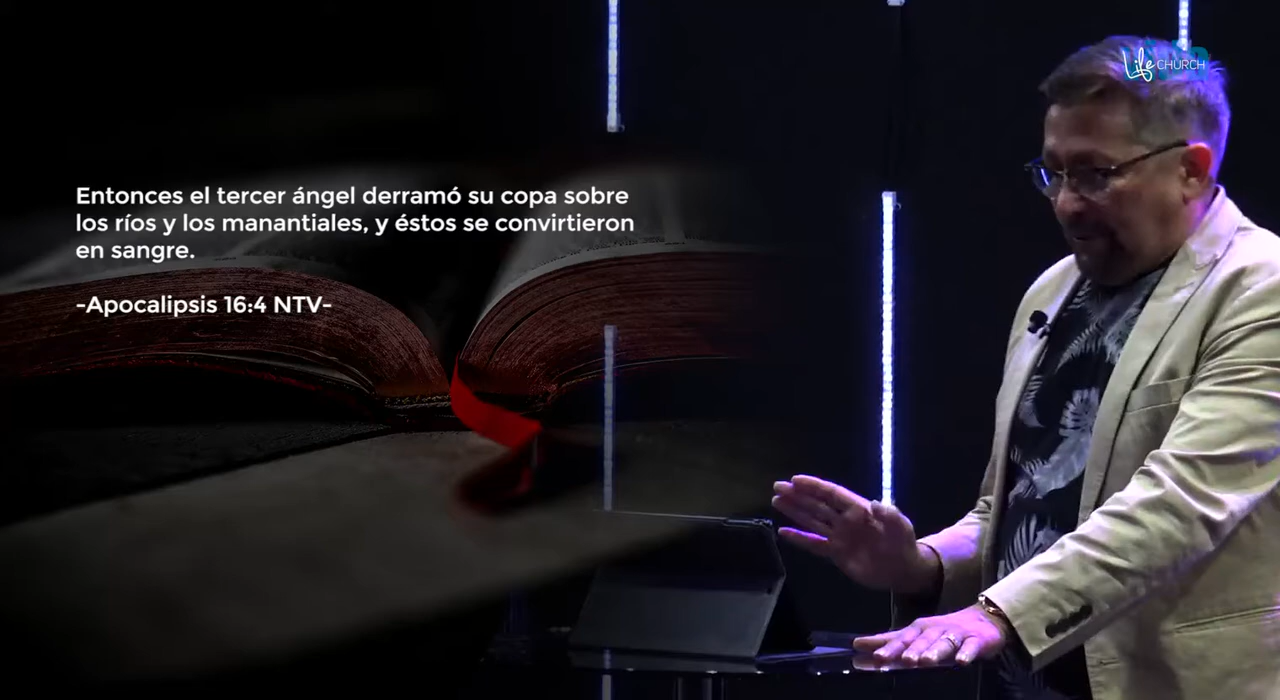 Life CHURCH
Entonces el tercer ángel derramó su copa sobre
los ríos y los manantiales, y éstos se convirtieron
en sangre.
-Apocalipsis 16:4 NTV-